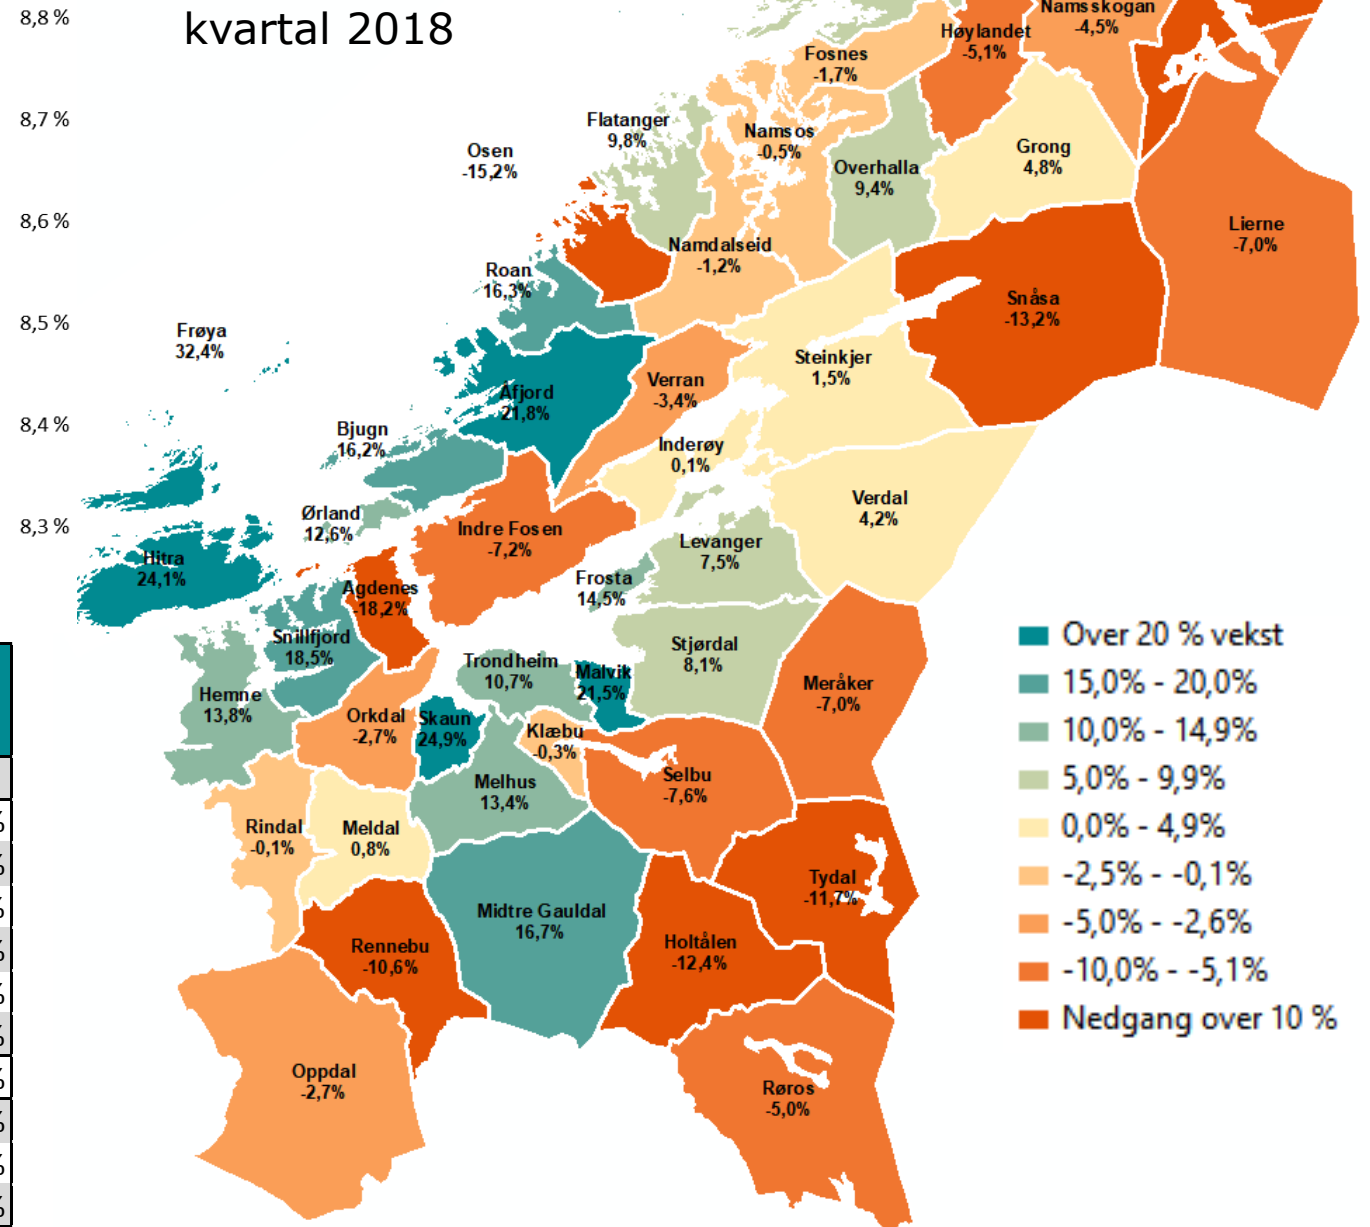 kvartal 2018
8,8 %
8,7 %
8,6 %
8,5 %
8,4 %
8,3 %
Namsskogan
-4,5%
Høylandet
-5,1%
Fosnes
-1,7%
Flatanger
9,8%
Namsos
-0,5%
Osen
-15,2%
Overhalla
9,4%
Grong
4,8%
Lierne
-7,0%
Namdalseid
-1,2%
Roan
16,3%
Snåsa
-13,2%
Frøya
32,4%
Steinkjer
1,5%
Åfjord
21,8%
Verran
-3,4%
Bjugn
16,2%
Inderøy
0,1%
Verdal
4,2%
Ørland
12,6%
Indre Fosen
-7,2%
Levanger
7,5%
Hitra
24,1%
Frosta
14,5%
Agdenes
-18,2%
Snillfjord
18,5%
Stjørdal
8,1%
Trondheim
10,7%
Malvik
21,5%
Meråker
-7,0%
Hemne
13,8%
Orkdal
-2,7%
Skaun
24,9%
Klæbu
-0,3%
Selbu
-7,6%
Melhus
13,4%
Rindal
-0,1%
Meldal
0,8%
Tydal
-11,7%
Midtre Gauldal
16,7%
Rennebu
-10,6%
Holtålen
-12,4%
Oppdal
-2,7%
Røros
-5,0%
Over 20 % vekst
15,0% - 20,0%
10,0% - 14,9%
5,0% - 9,9%
0,0% - 4,9%
-2,5% - -0,1%
-5,0% - -2,6%
-10,0% - -5,1%
Nedgang over 10 %